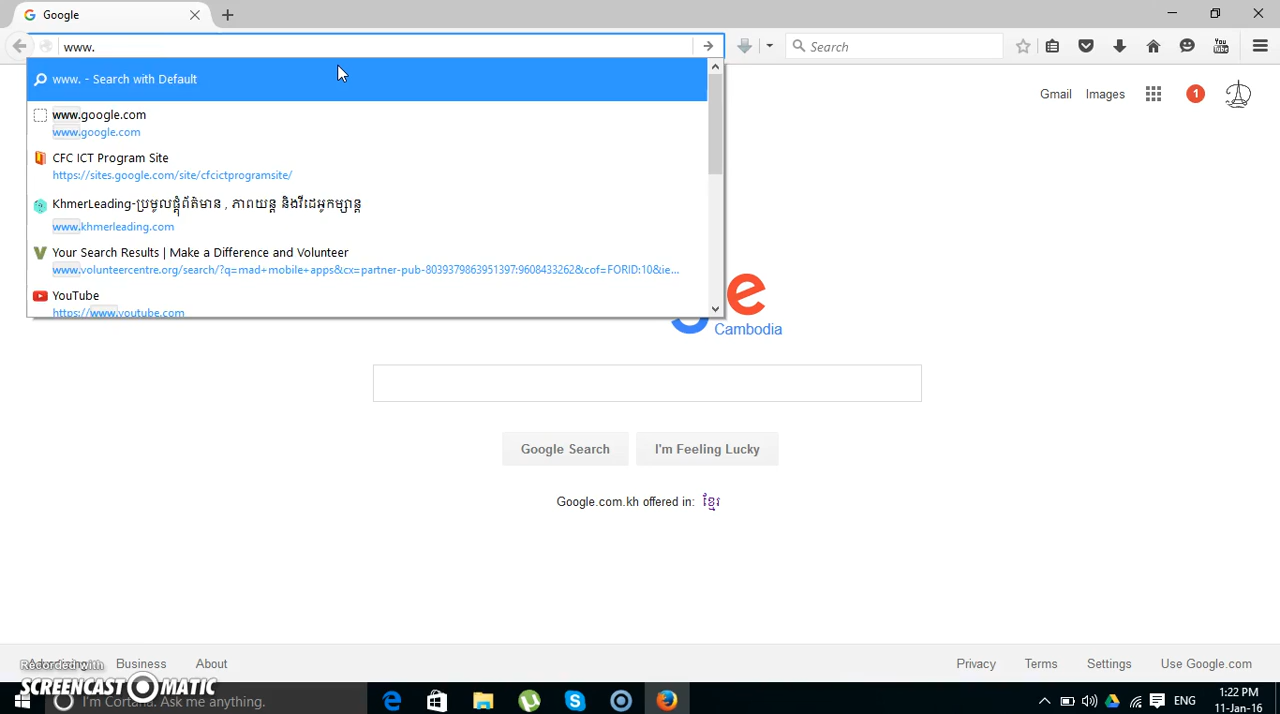 Google
www.
Search
www. - Search with Default
www.google.com
www.google.com
CFC ICT Program Site
https://sites.google.com/site/cfcictprogramsite/
KhmerLeading-ប្រមូលផ្តុំព័ត៌មាន , ភាពយន្ត និងវីដេអូកម្សាន្ត
www.khmerleading.com
Your Search Results | Make a Difference and Volunteer
www.volunteercentre.org/search/?q=mad+mobile+apps&cx=partner-pub-8039379863951397:9608433262&cof=FORID:10&ie...
YouTube
https://www.youtube.com
Gmail Images 1
e
Cambodia
Google Search I'm Feeling Lucky
Google.com.kh offered in: ខ្មែរ
Business About Privacy Terms Settings Use Google.com
Recorded with
SCREENCAST MATIC
I'm Cortana. Ask me anything.
ENG
1:22 PM
11-Jan-16